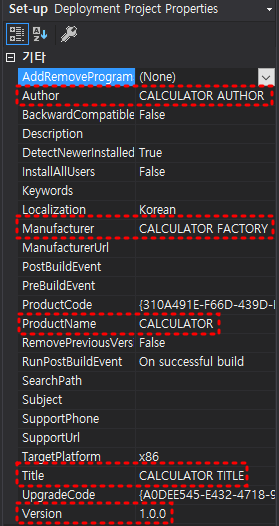 Set-up Deployment Project Properties
기타
AddRemoveProgram (None)
Author CALCULATOR AUTHOR
BackwardCompatible False
Description
DetectNewerInstalled True
InstallAllUsers False
Keywords
Localization Korean
Manufacturer CALCULATOR FACTORY
ManufacturerUrl
PostBuildEvent
PreBuildEvent
ProductCode {310A491E-F66D-439D-
ProductName CALCULATOR
RemovePreviousVers False
RunPostBuildEvent On successful build
SearchPath
Subject
SupportPhone
SupportUrl
TargetPlatform x86
Title CALCULATOR TITLE
UpgradeCode {A0DEE545-E432-4718-9
Version 1.0.0